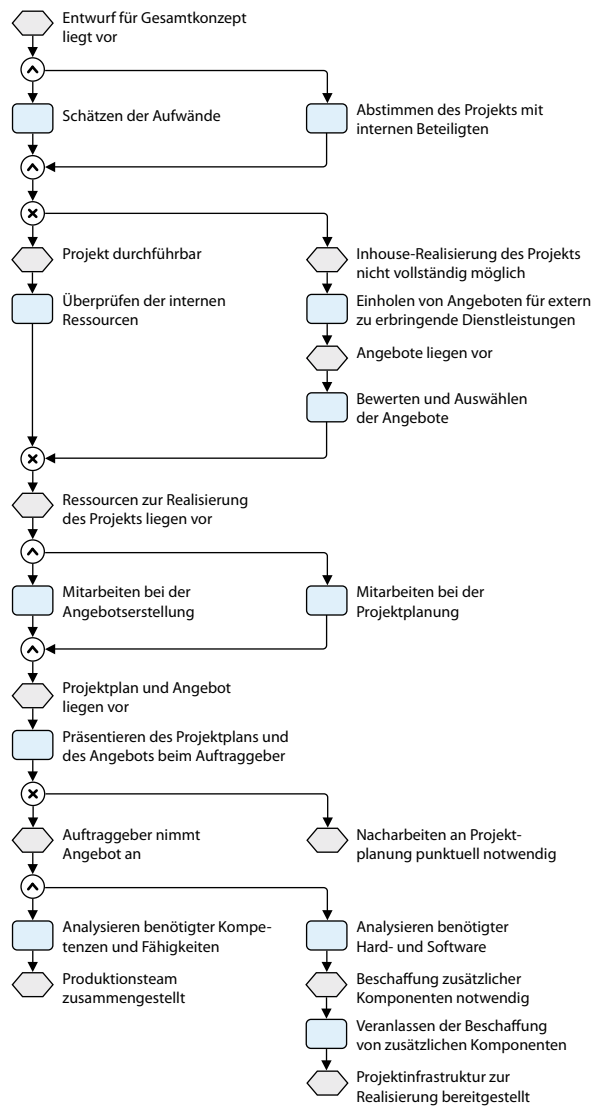 Entwurf für Gesamtkonzept
liegt vor
Schätzen der Aufwände
Abstimmen des Projekts mit
internen Beteiligten
Projekt durchführbar
Inhouse-Realisierung des Projekts
nicht vollständig möglich
Überprüfen der internen
Ressourcen
Einholen von Angeboten für extern
zu erbringende Dienstleistungen
Angebote liegen vor
Bewerten und Auswählen
der Angebote
Ressourcen zur Realisierung
des Projekts liegen vor
Mitarbeiten bei der
Angebotserstellung
Mitarbeiten bei der
Projektplanung
Projektplan und Angebot
liegen vor
Präsentieren des Projektplans und
des Angebots beim Auftraggeber
Auftraggeber nimmt
Angebot an
Nacharbeiten an Projekt-
planung punktuell notwendig
Analysieren benötigter Kompe-
tenzen und Fähigkeiten
Analysieren benötigter
Hard- und Software
Produktionsteam
zusammengestellt
Beschaffung zusätzlicher
Komponenten notwendig
Veranlassen der Beschaffung
von zusätzlichen Komponenten
Projektinfrastruktur zur
Realisierung bereitgestellt